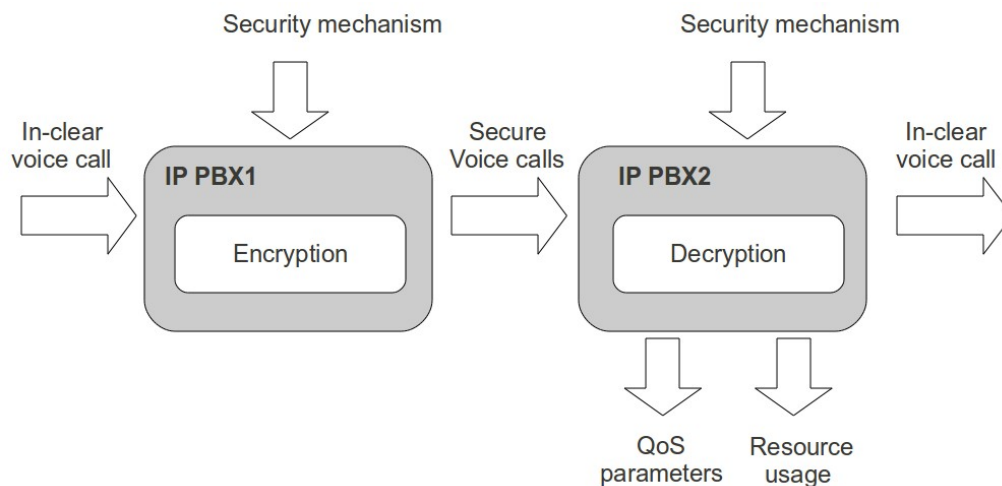 Security mechanism
Security mechanism
In-clear
voice call
Secure
Voice calls
In-clear
voice call
IP PBX1
IP PBX2
Encryption
Decryption
QoS
parameters
Resource
usage